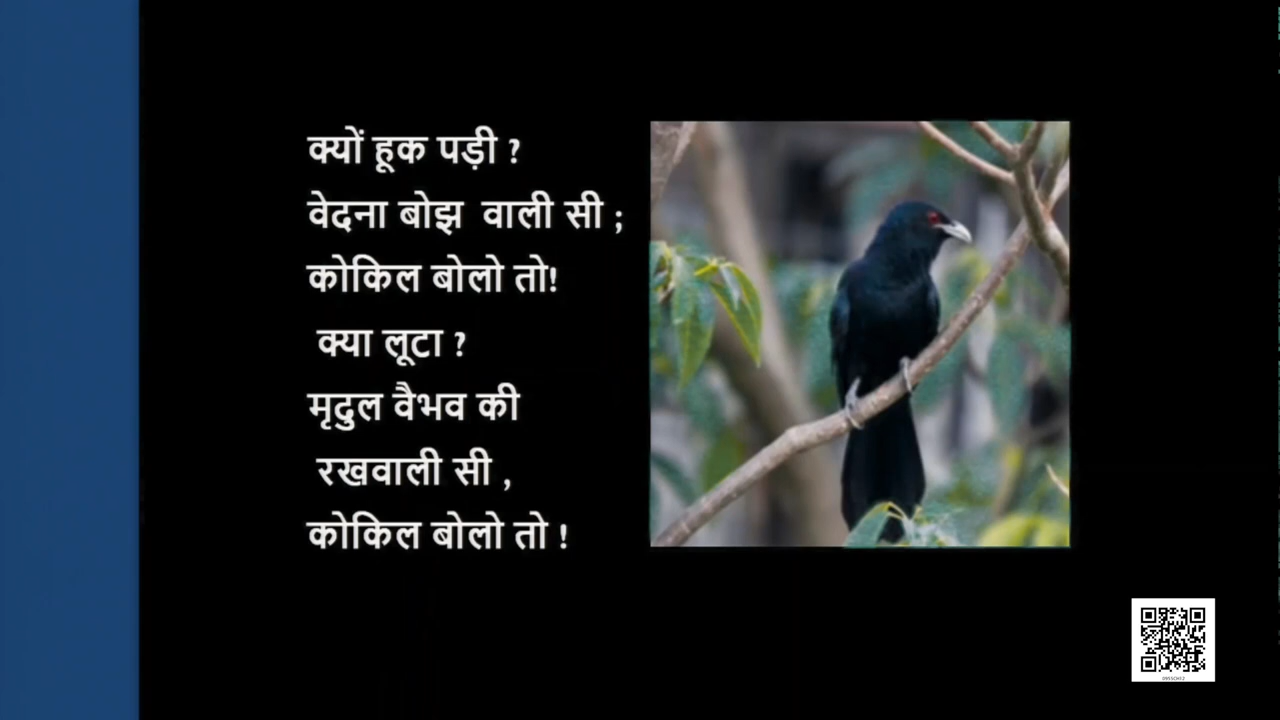 क्यों हूक पड़ी ?
वेदना बोझ वाली सी ;
कोकिल बोलो तो!
क्या लूटा ?
मृदुल वैभव की
रखवाली सी ,
कोकिल बोलो तो !